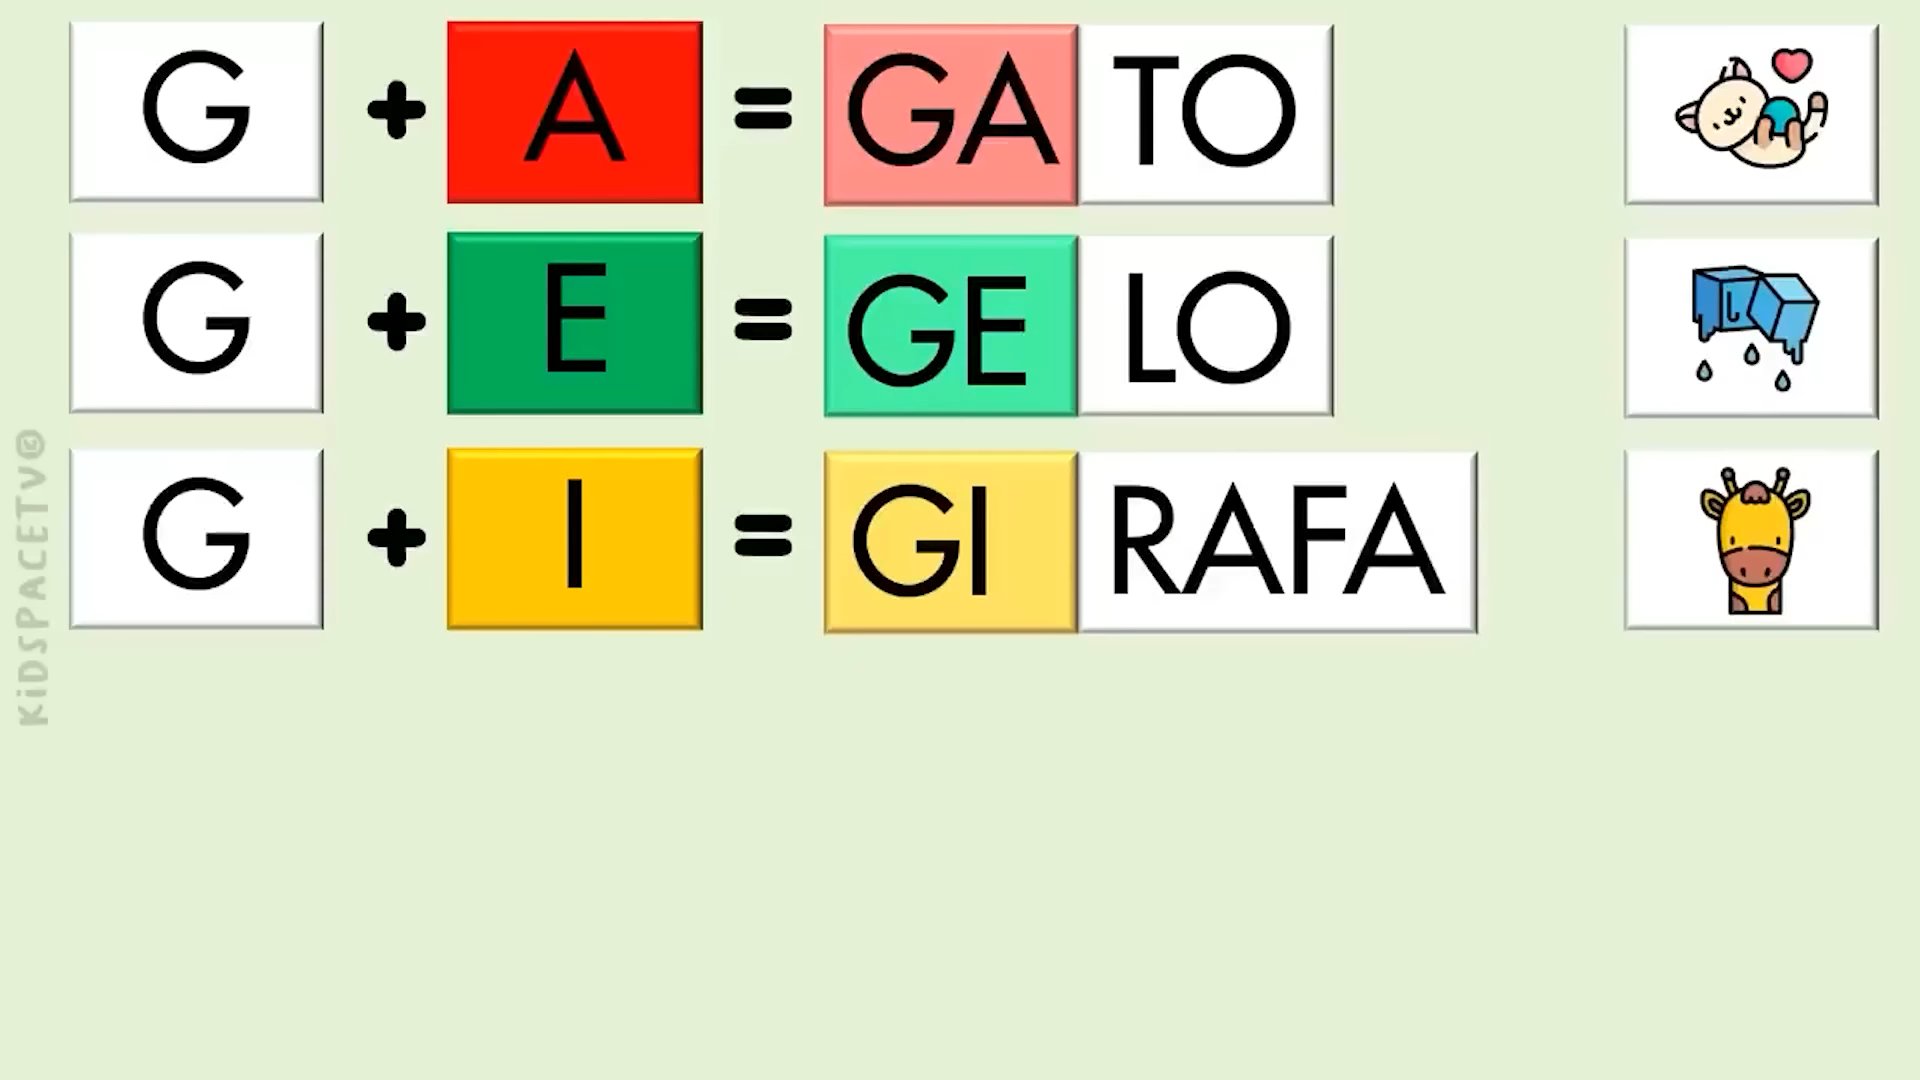 G + A = GA TO
G + E = GE LO
G + I = GI RAFA
KiDSPACETV©